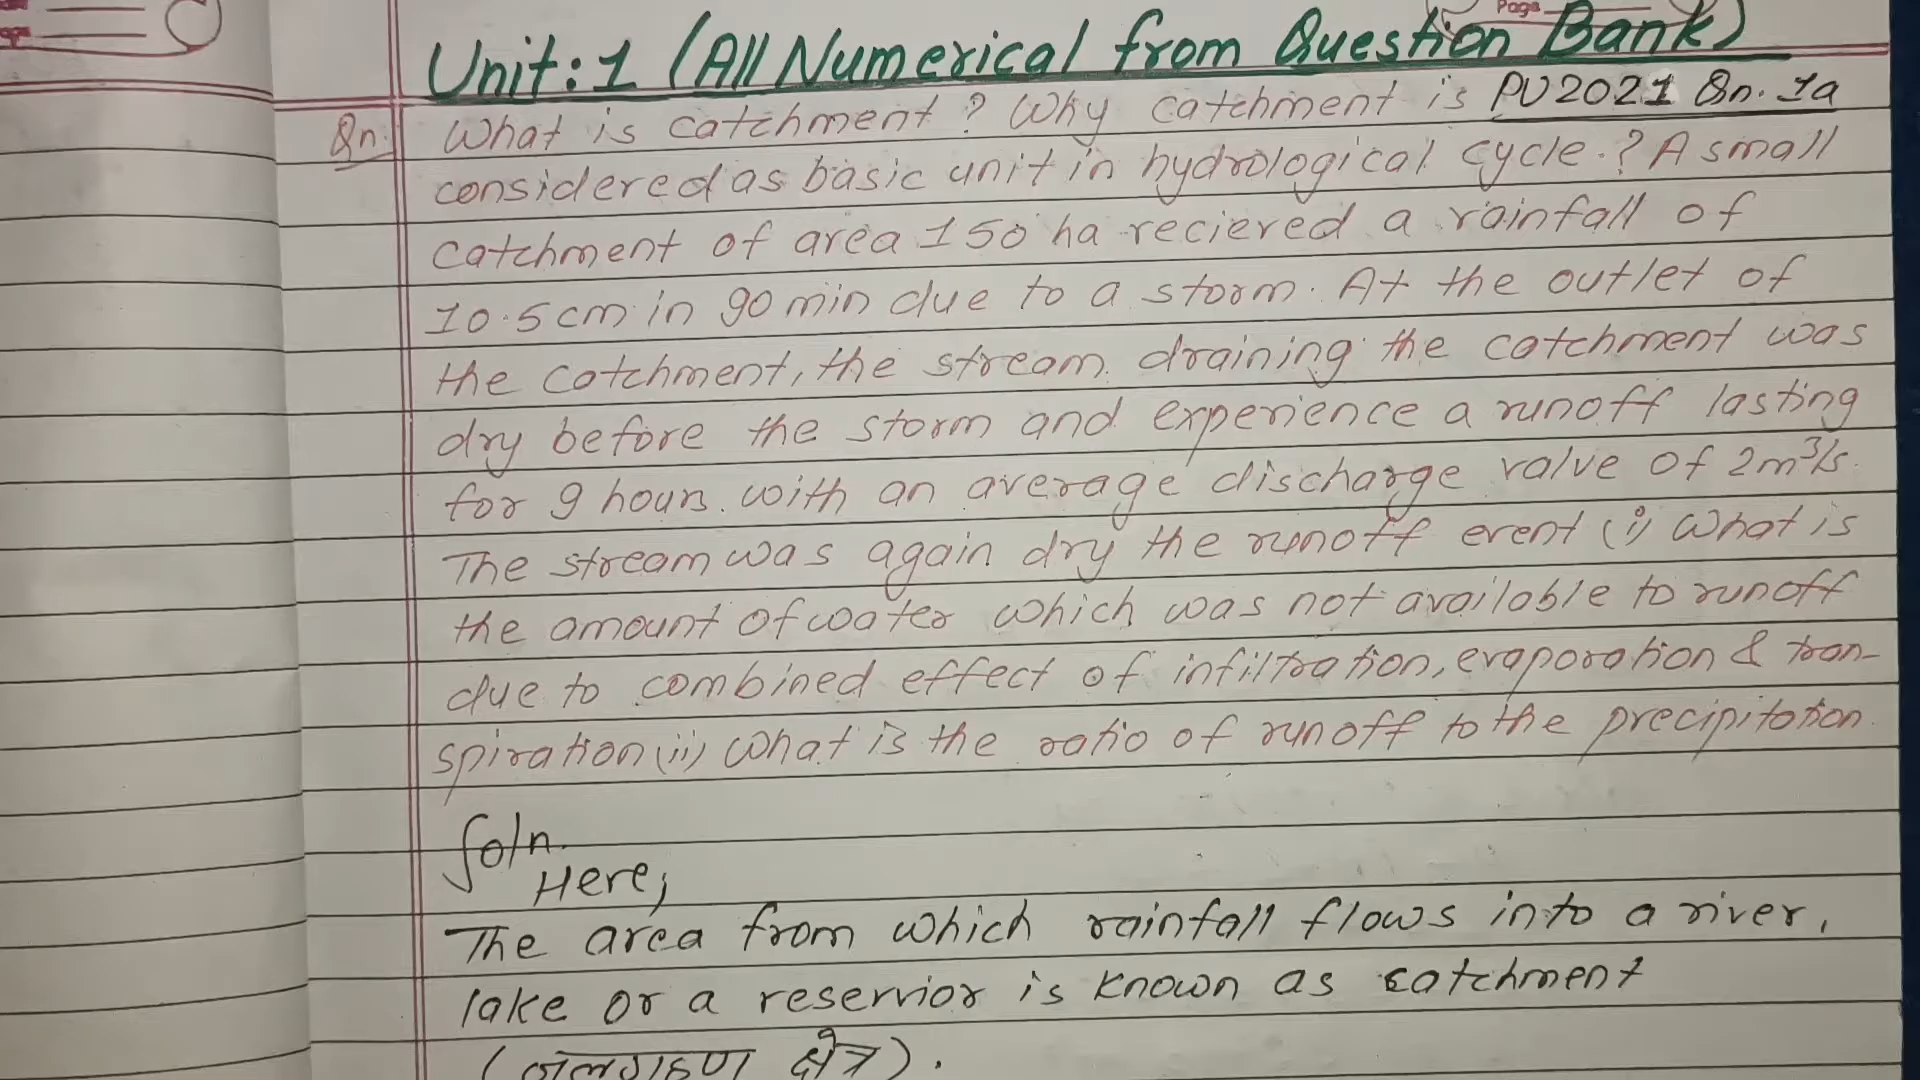 Page
Unit:1 (All Numerical from Question Bank)
Qn. What is catchment? Why catchment is PU2021 Qn. 1a
considered as basic unit in hydrological cycle.? A small
catchment of area 150 ha recieved a rainfall of
10.5cm in 90 min due to a storm. At the outlet of
the catchment, the stream draining the catchment was
dry before the storm and experience a runoff lasting
for 9 hours. with an average discharge value of 2m³/s.
The stream was again dry the runoff event (i) What is
the amount of water which was not available to runoff
due to combined effect of infiltration, evaporation & tran-
spiration (ii) What is the ratio of runoff to the precipitation.
Soln.
Here,
The area from which rainfall flows into a river,
lake or a reservior is known as catchment
(जलग्रहण क्षेत्र).